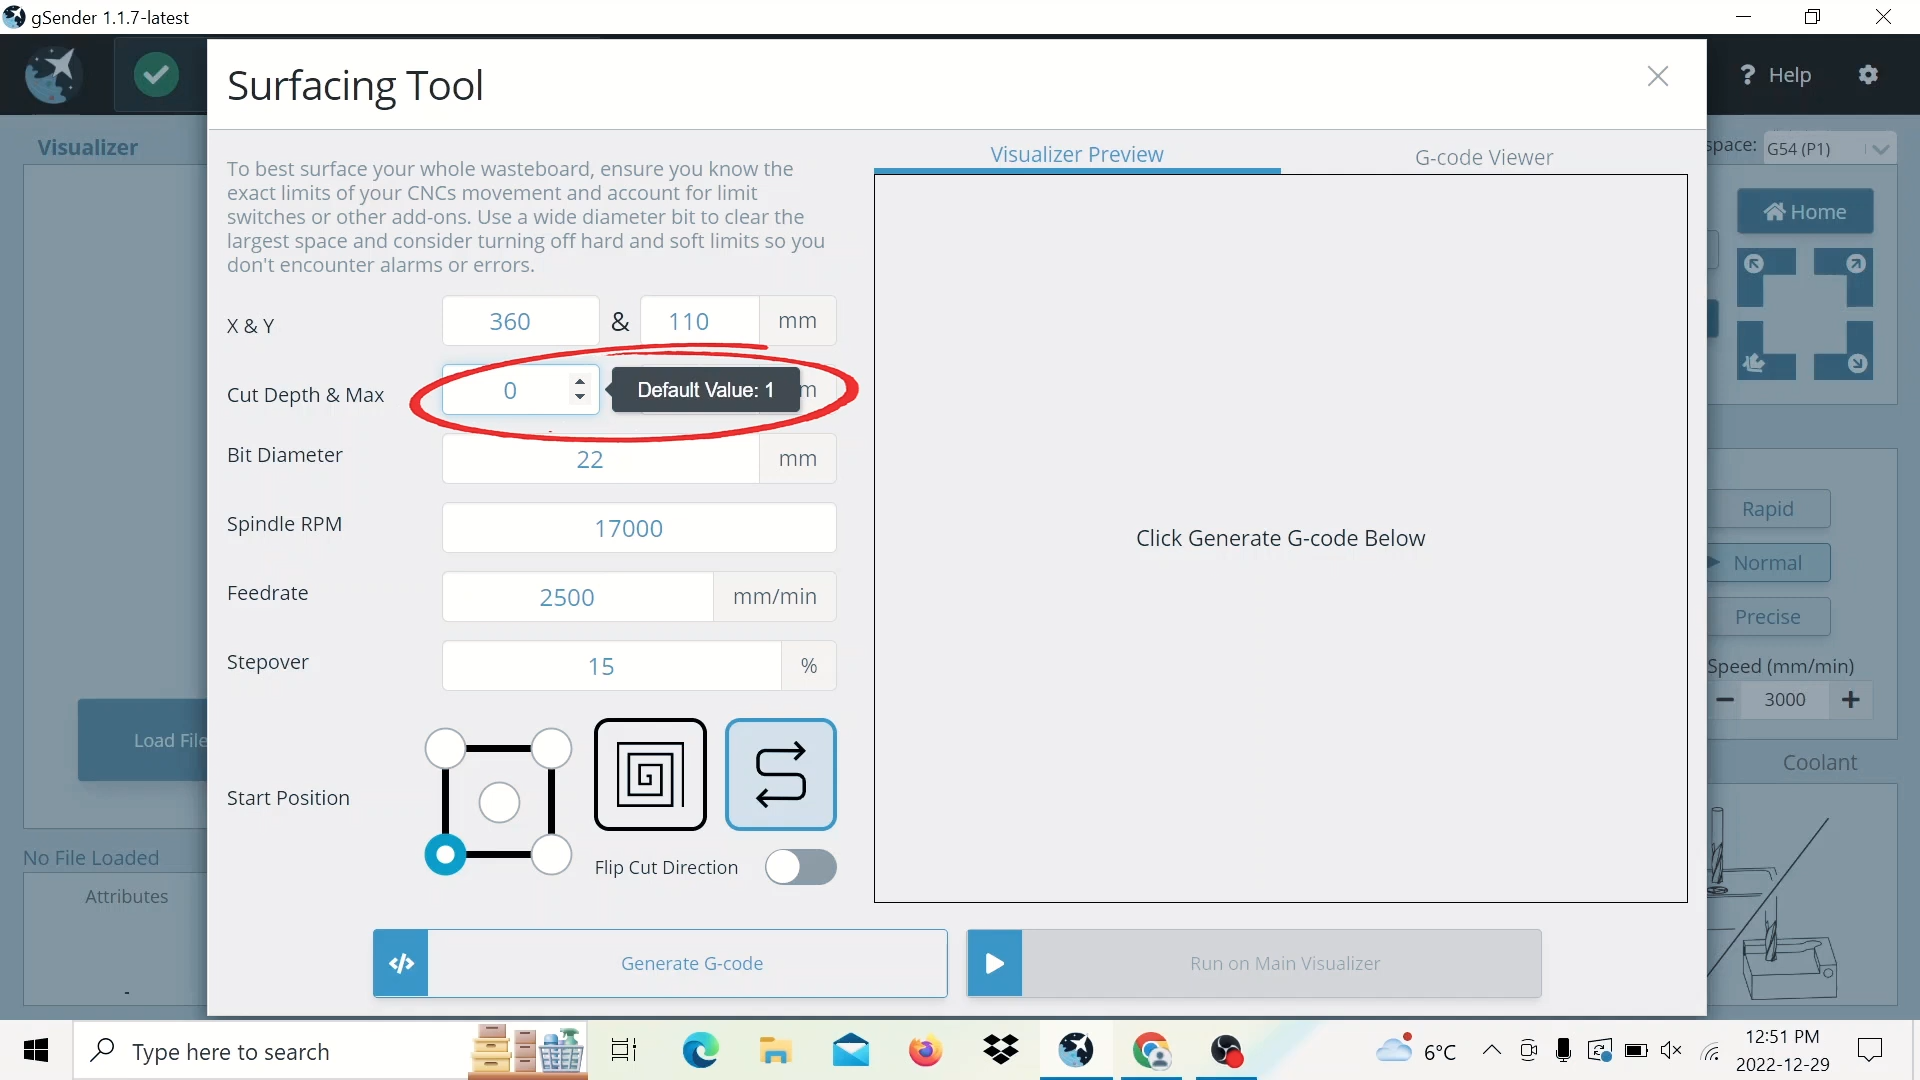 gSender 1.1.7-latest
Surfacing Tool
? Help
Visualizer
To best surface your whole wasteboard, ensure you know the
exact limits of your CNCs movement and account for limit
switches or other add-ons. Use a wide diameter bit to clear the
largest space and consider turning off hard and soft limits so you
don't encounter alarms or errors.
X & Y
360 & 110 mm
Cut Depth & Max
0
Default Value: 1
m
Bit Diameter
22 mm
Spindle RPM
17000
Feedrate
2500 mm/min
Stepover
15 %
Start Position
Flip Cut Direction
Visualizer Preview
G-code Viewer
Click Generate G-code Below
</> Generate G-code
Run on Main Visualizer
space: G54 (P1)
Home
Rapid
Normal
Precise
Speed (mm/min)
− 3000 +
Coolant
Load File
No File Loaded
Attributes
-
Type here to search
6°C
12:51 PM
2022-12-29